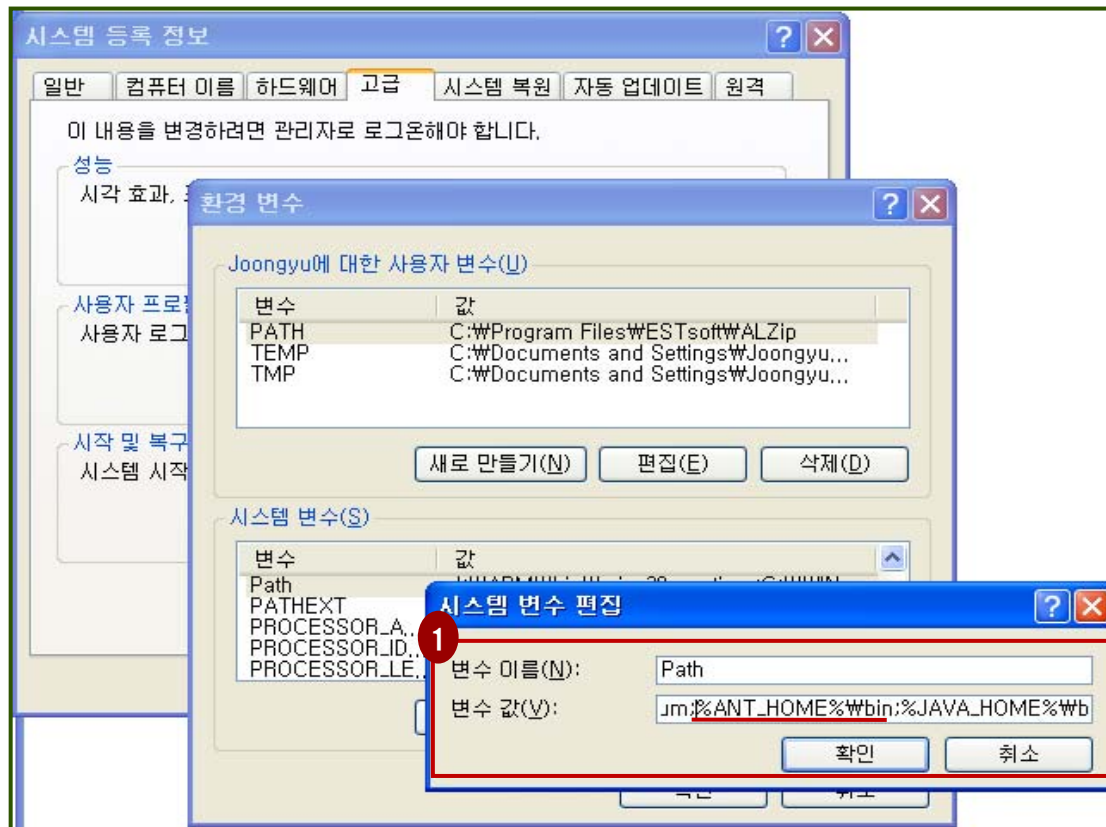 시스템 등록 정보
일반 컴퓨터 이름 하드웨어 고급 시스템 복원 자동 업데이트 원격
이 내용을 변경하려면 관리자로 로그온해야 합니다.
성능
시각 효과,
환경 변수
Joongyu에 대한 사용자 변수(U)
사용자 프로필
사용자 로그
변수 값
PATH C:₩Program Files₩ESTsoft₩ALZip
TEMP C:₩Documents and Settings₩Joongyu...
TMP C:₩Documents and Settings₩Joongyu...
시작 및 복구
시스템 시작
새로 만들기(N) 편집(E) 삭제(D)
시스템 변수(S)
변수 값
Path
PATHEXT
PROCESSOR_A...
PROCESSOR_ID...
PROCESSOR_LE...
시스템 변수 편집
1
변수 이름(N): Path
변수 값(V): um;%ANT_HOME%₩bin;%JAVA_HOME%₩b
확인 취소
확인 취소